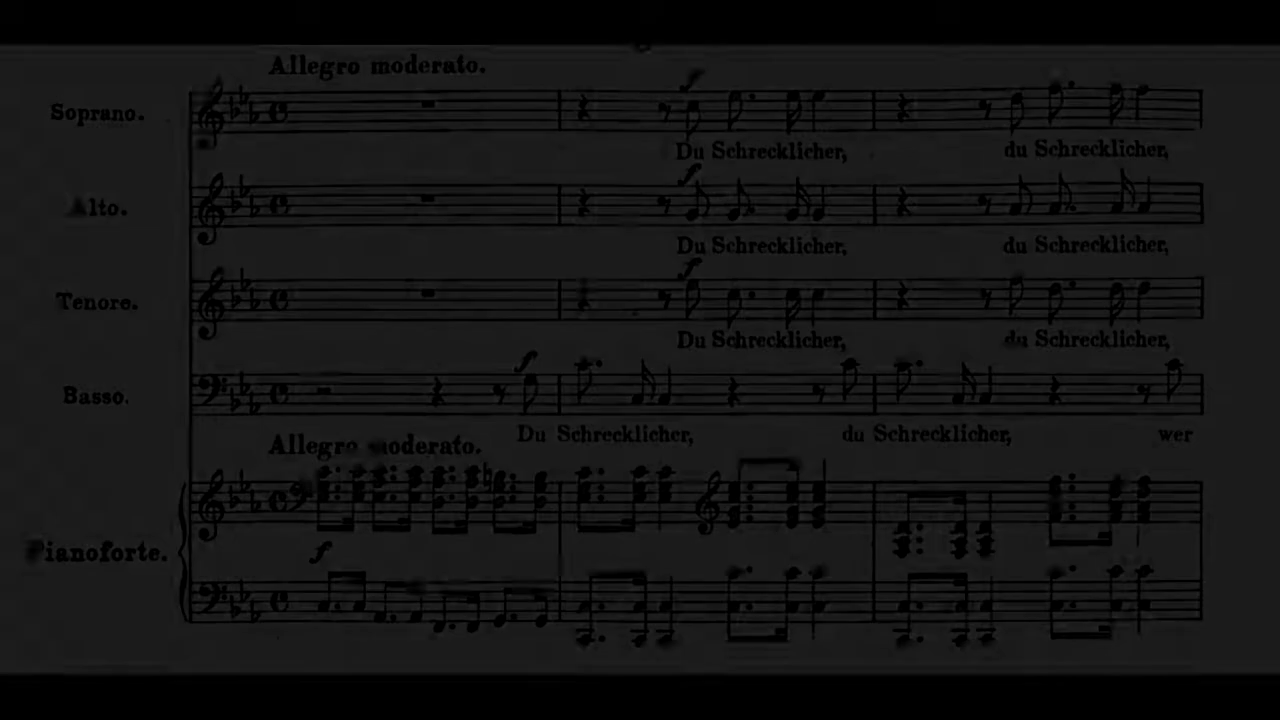 Allegro moderato.
Soprano.
Du Schrecklicher, du Schrecklicher,
Alto.
Du Schrecklicher, du Schrecklicher,
Tenore.
Du Schrecklicher, du Schrecklicher,
Basso.
Du Schrecklicher, du Schrecklicher, wer
Allegro moderato.
f
Pianoforte.